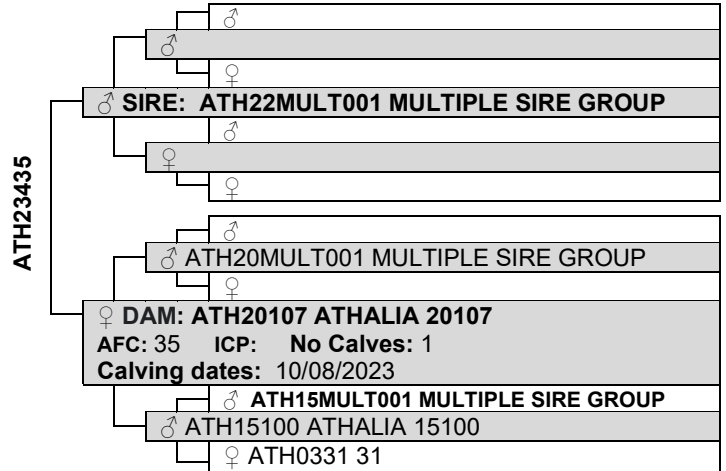 ♂
♂
♀
♂ SIRE: ATH22MULT001 MULTIPLE SIRE GROUP
♂
♀
♀
ATH23435
♂
♂ ATH20MULT001 MULTIPLE SIRE GROUP
♀
♀ DAM: ATH20107 ATHALIA 20107
AFC: 35 ICP: No Calves: 1
Calving dates: 10/08/2023
♂ ATH15MULT001 MULTIPLE SIRE GROUP
♂ ATH15100 ATHALIA 15100
♀ ATH0331 31